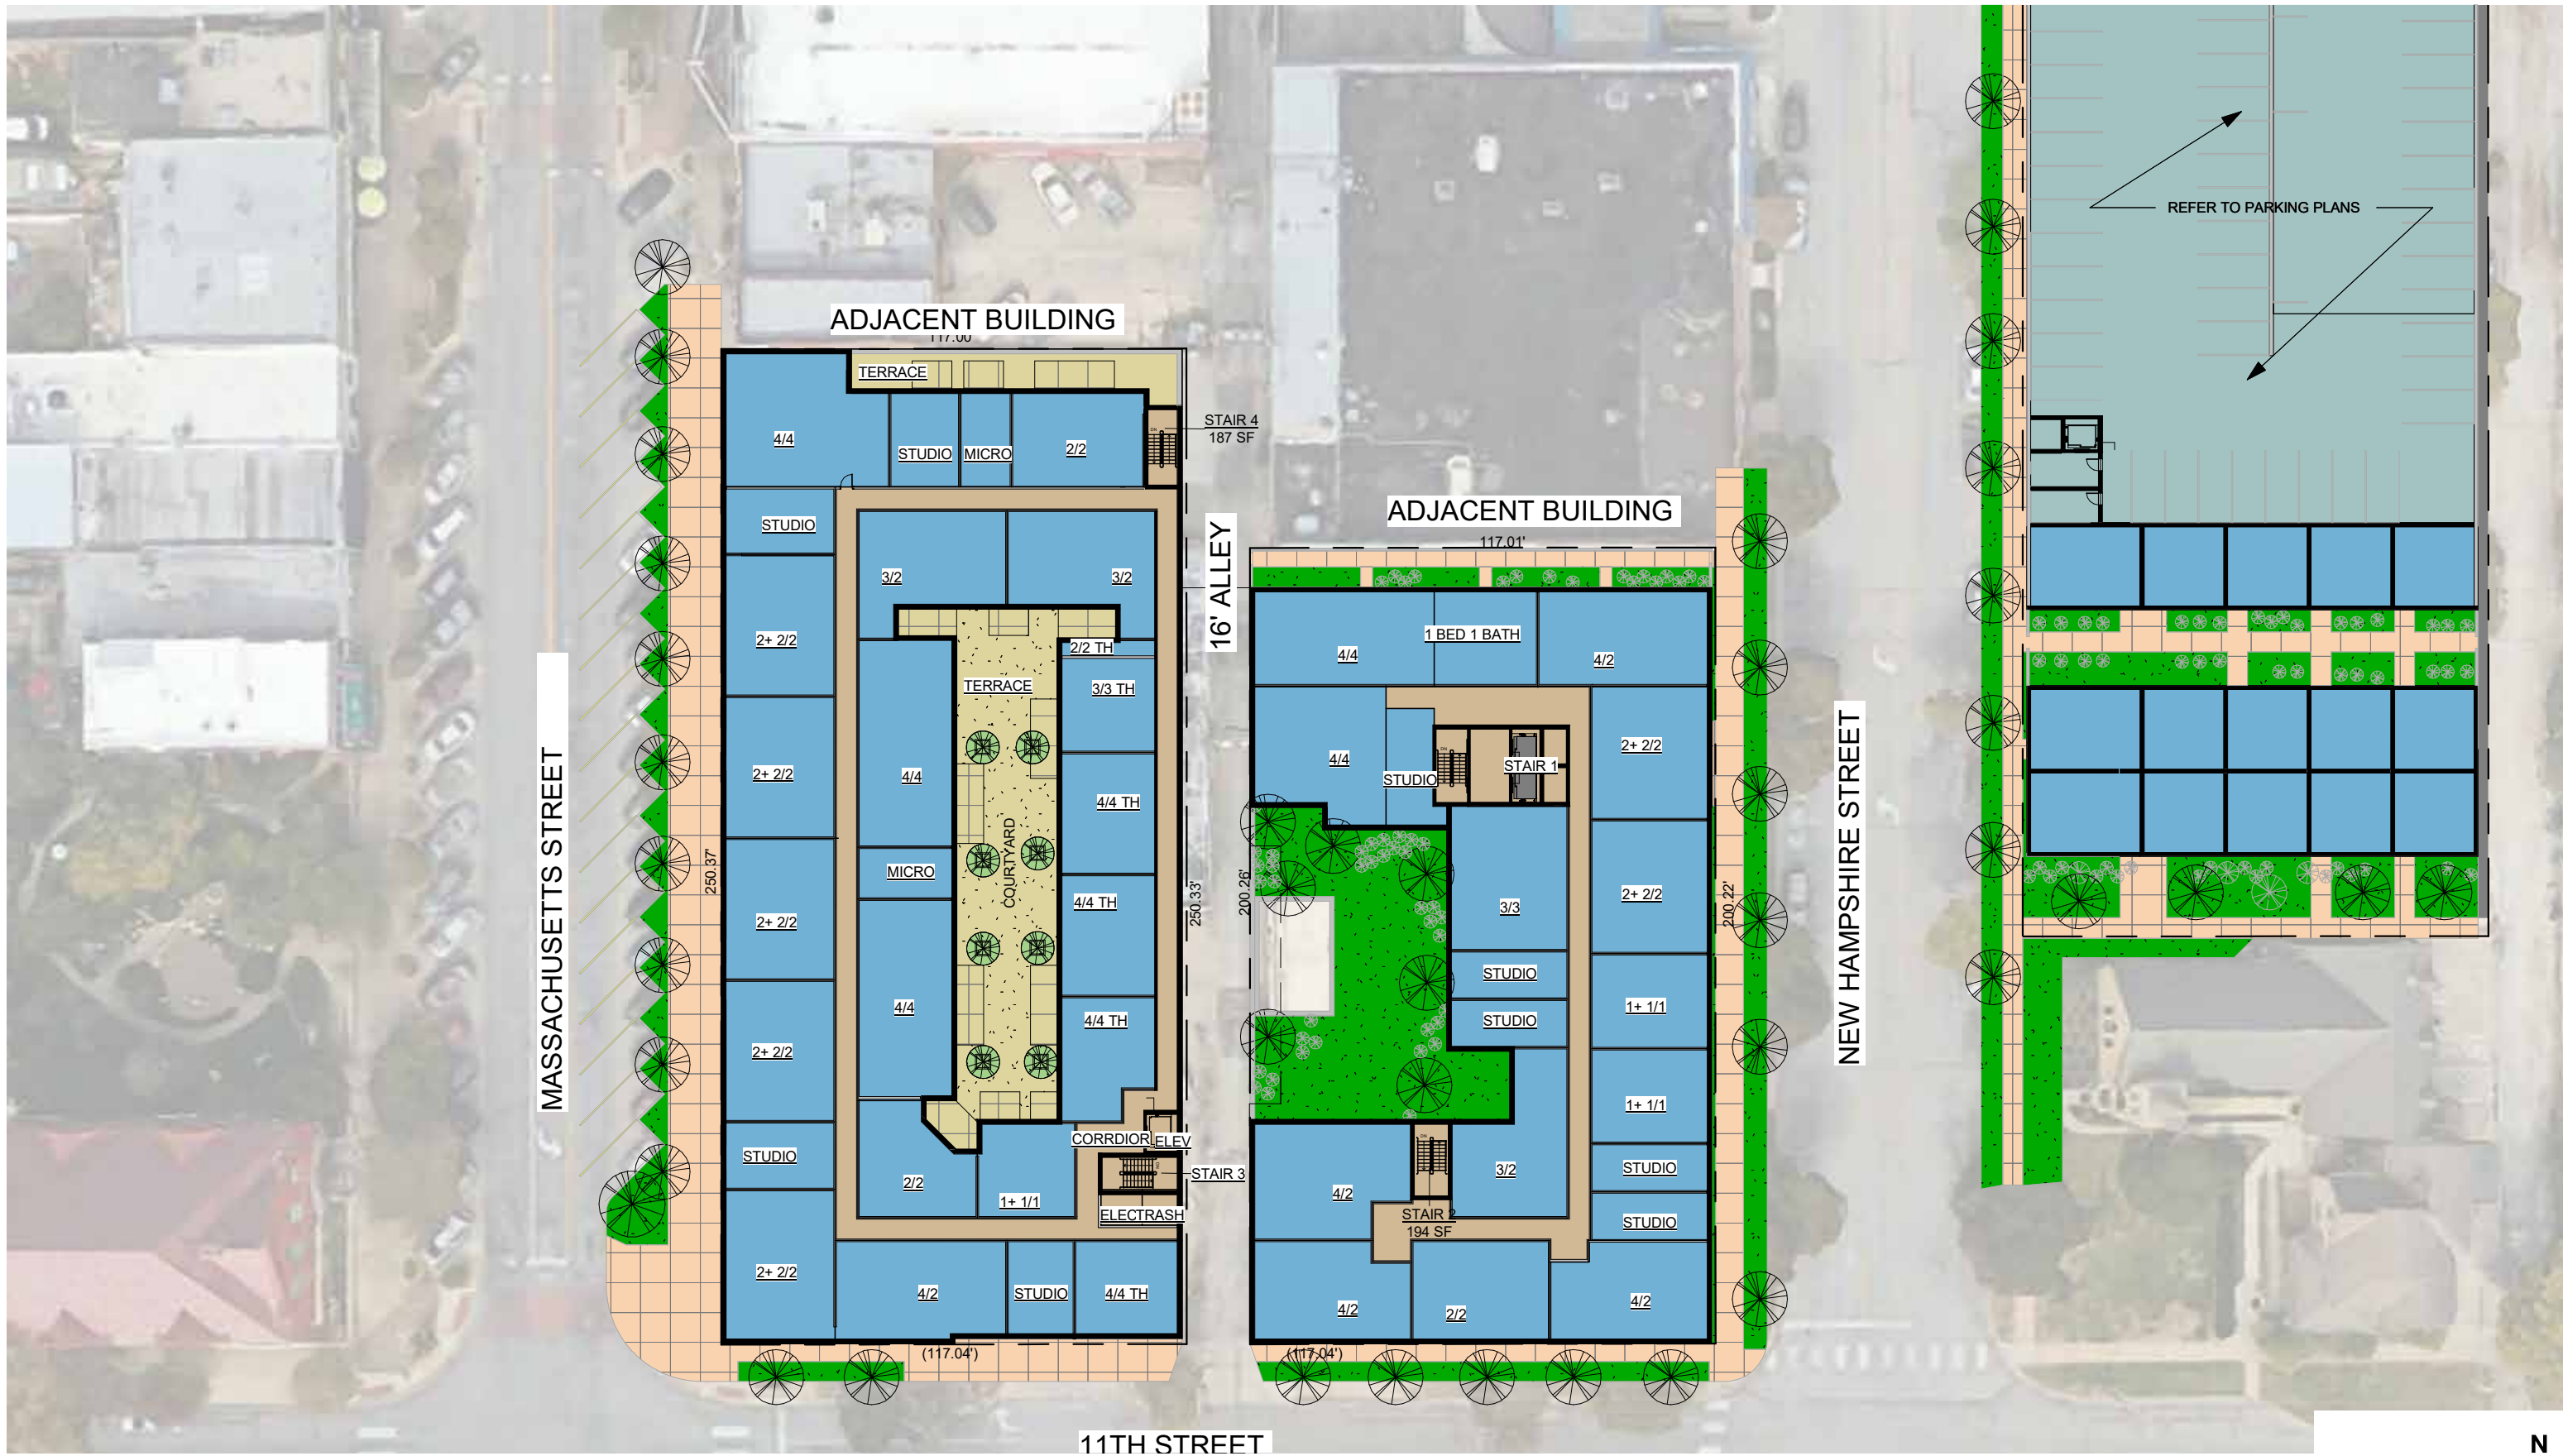 REFER TO PARKING PLANS
ADJACENT BUILDING
117.00'
TERRACE
STAIR 4
187 SF
4/4
STUDIO
MICRO
2/2
STUDIO
3/2
3/2
2+ 2/2
2/2 TH
TERRACE
3/3 TH
2+ 2/2
4/4
4/4 TH
COURTYARD
MICRO
4/4 TH
2+ 2/2
4/4
4/4 TH
2+ 2/2
STUDIO
CORRDIOR
ELEV
STAIR 3
2/2
1+ 1/1
ELECTRASH
2+ 2/2
4/2
STUDIO
4/4 TH
(117.04')
250.37'
250.33'
MASSACHUSETTS STREET
16' ALLEY
ADJACENT BUILDING
117.01'
4/4
1 BED 1 BATH
4/2
4/4
STUDIO
STAIR 1
2+ 2/2
3/3
2+ 2/2
STUDIO
1+ 1/1
STUDIO
1+ 1/1
4/2
3/2
STUDIO
STAIR 2
194 SF
STUDIO
4/2
2/2
4/2
(117.04')
200.26'
200.22'
NEW HAMPSHIRE STREET
11TH STREET
N